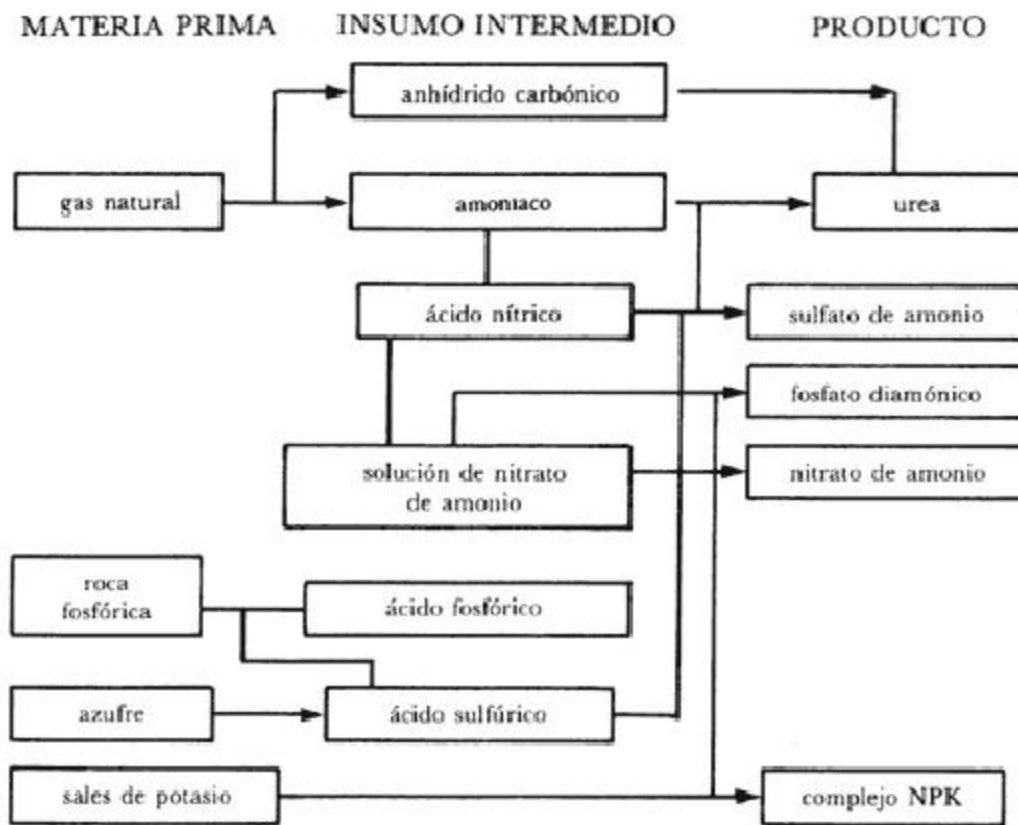 MATERIA PRIMA INSUMO INTERMEDIO PRODUCTO
anhídrido carbónico
gas natural amoniaco urea
ácido nítrico sulfato de amonio
fosfato diamónico
solución de nitrato
de amonio
nitrato de amonio
roca
fosfórica
ácido fosfórico
azufre ácido sulfúrico
sales de potasio complejo NPK